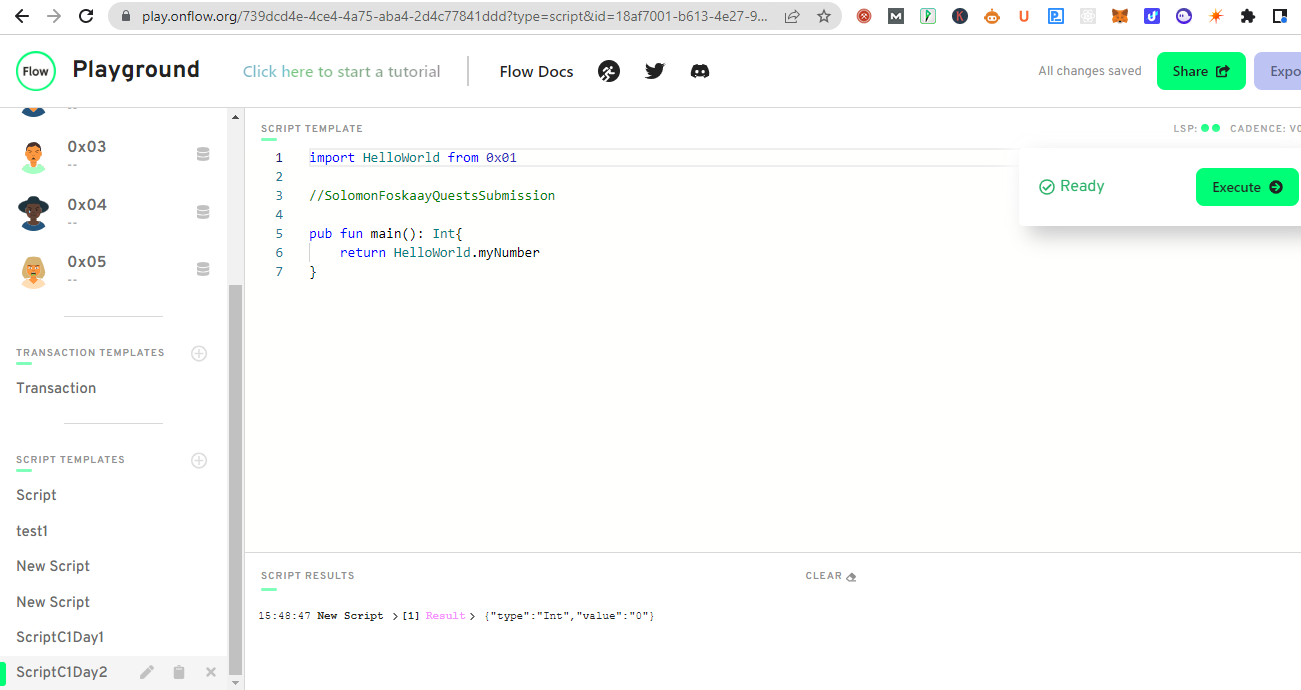 play.onflow.org/739dcd4e-4ce4-4a75-aba4-2d4c77841ddd?type=script&id=18af7001-b613-4e27-9...
Flow
Playground
Click here to start a tutorial
Flow Docs
All changes saved
Share
Expo
--
0x03
--
0x04
--
0x05
--
TRANSACTION TEMPLATES
Transaction
SCRIPT TEMPLATES
Script
test1
New Script
New Script
ScriptC1Day1
ScriptC1Day2
SCRIPT TEMPLATE
LSP:
CADENCE: V0
1 import HelloWorld from 0x01
2
3 //SolomonFoskaayQuestsSubmission
4
5 pub fun main(): Int{
6 return HelloWorld.myNumber
7 }
Ready
Execute
SCRIPT RESULTS
CLEAR
15:48:47 New Script > [1] Result > {"type":"Int","value":"0"}